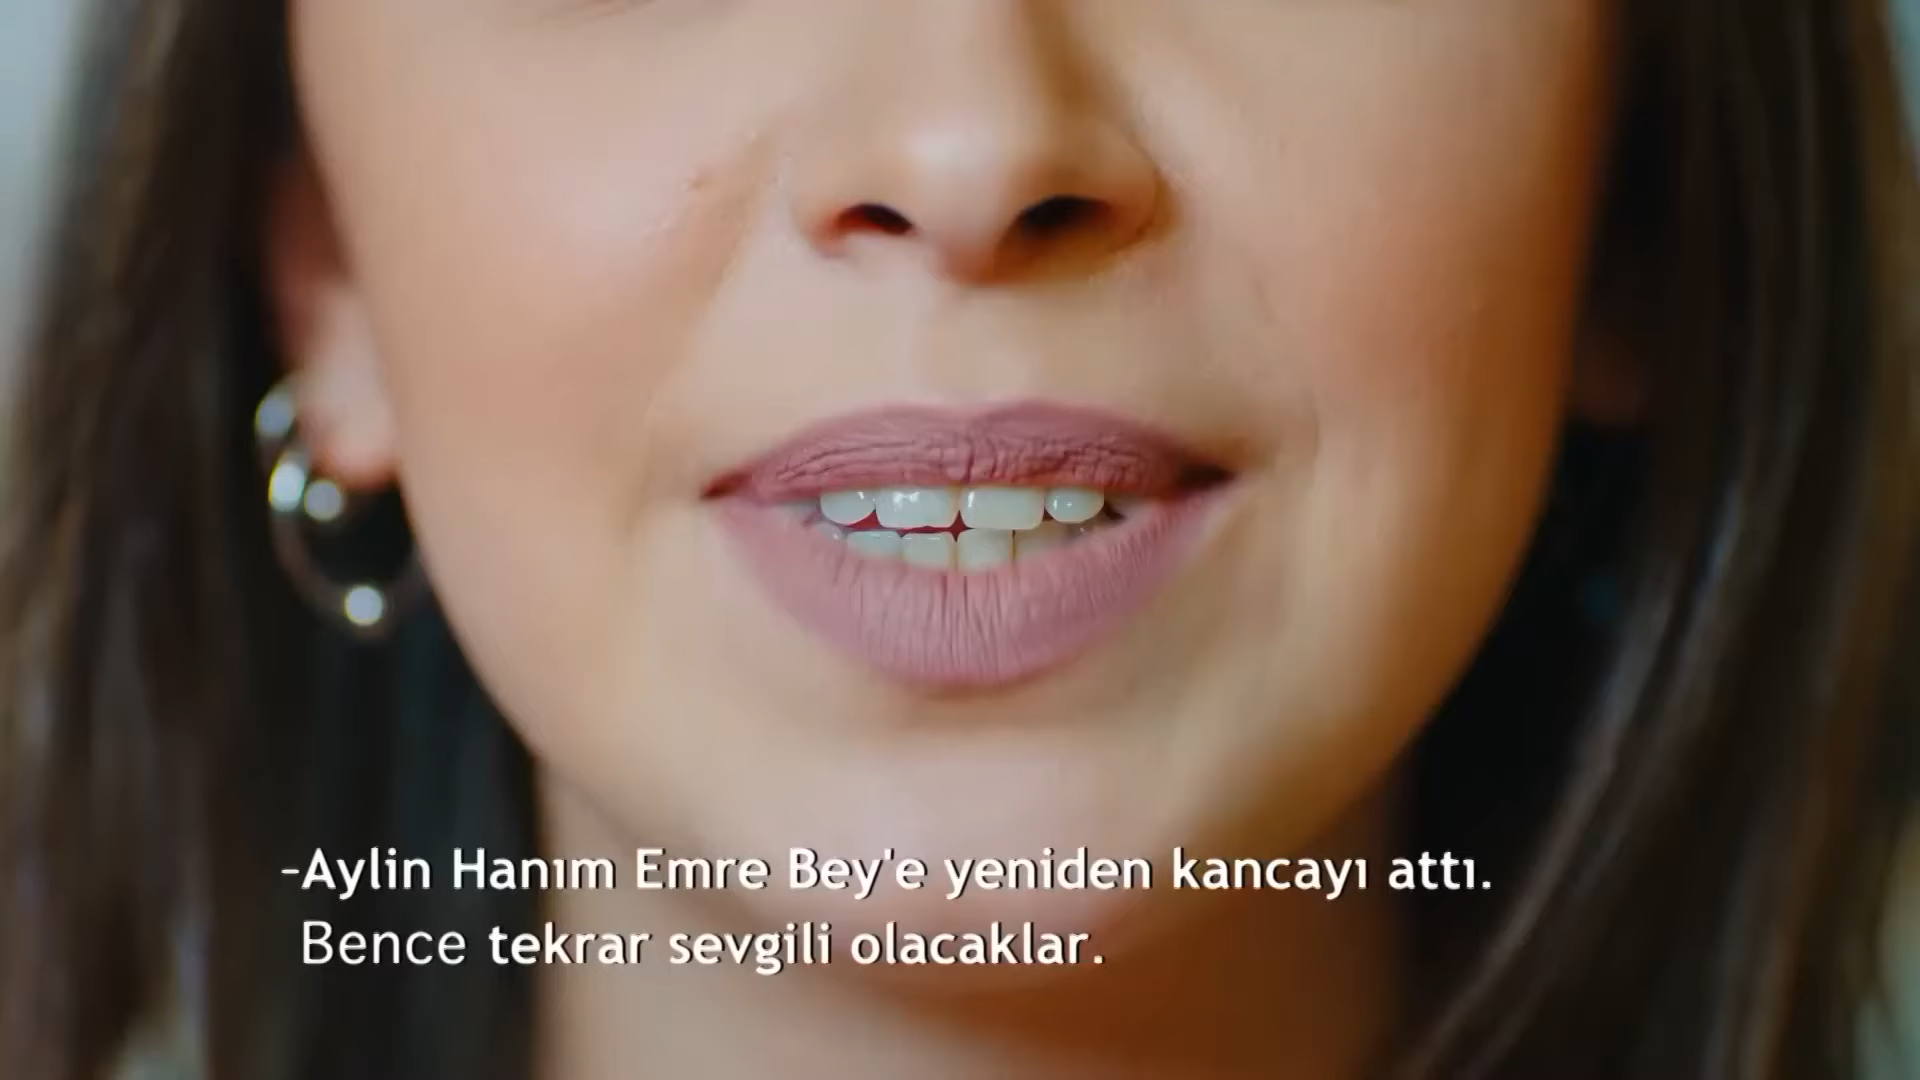 -Aylin Hanım Emre Bey'e yeniden kancayı attı.
Bence tekrar sevgili olacaklar.